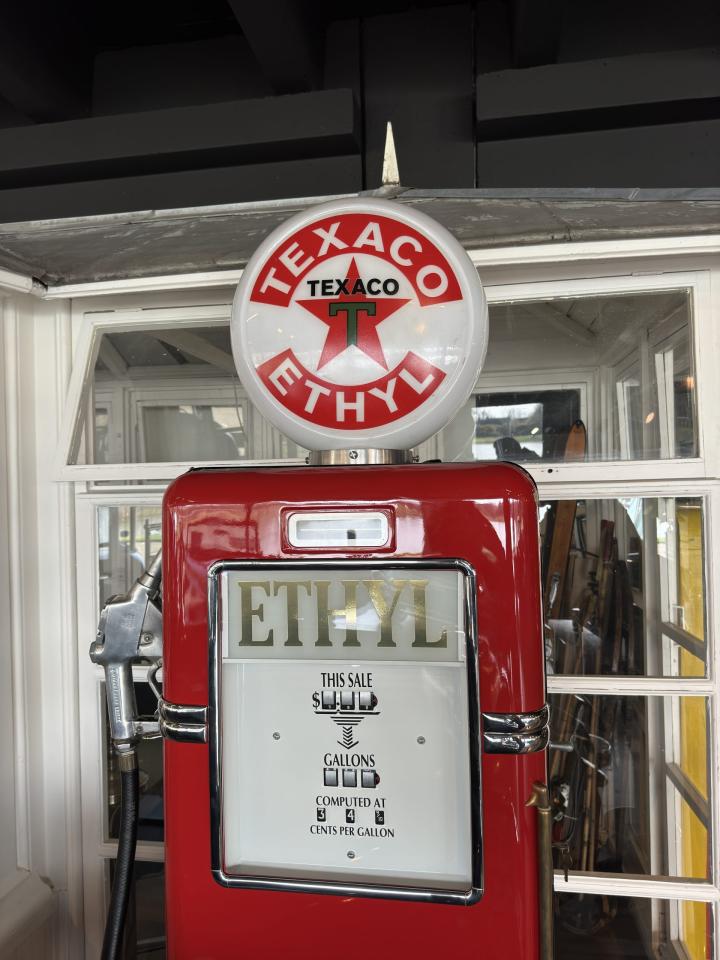 TEXACO
TEXACO
T
ETHYL
ETHYL
THIS SALE
$
GALLONS
COMPUTED AT
3 4
CENTS PER GALLON